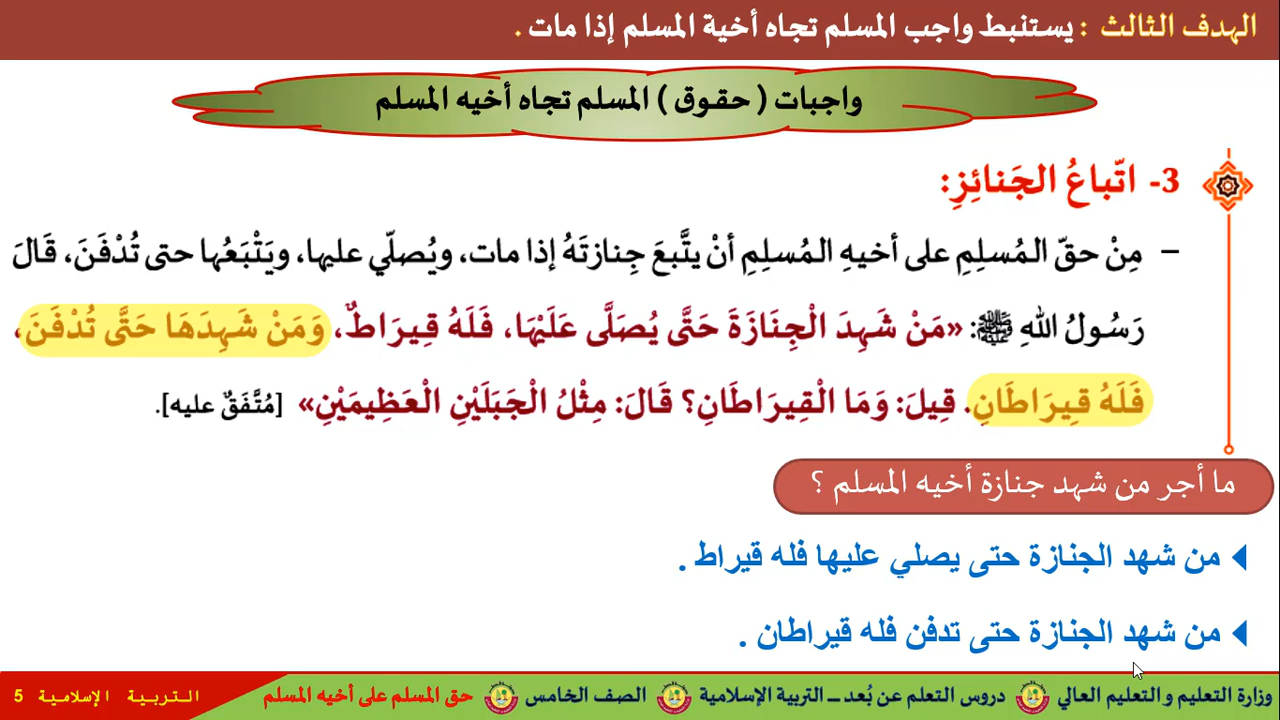 الهدف الثالث : يستنبط واجب المسلم تجاه أخية المسلم إذا مات .
واجبات ( حقوق ) المسلم تجاه أخيه المسلم
3- اتّباعُ الجَنائِزِ:
– مِنْ حقّ المُسلِمِ على أخيهِ المُسلِمِ أنْ يتَّبعَ جِنازتَهُ إذا مات، ويُصلّي عليها، ويَتْبَعُها حتى تُدْفَنَ، قَالَ
رَسُولُ اللهِ ﷺ: «مَنْ شَهِدَ الْجِنَازَةَ حَتَّى يُصَلَّى عَلَيْهَا، فَلَهُ قِيرَاطٌ، وَمَنْ شَهِدَهَا حَتَّى تُدْفَنَ،
فَلَهُ قِيرَاطَانِ. قِيلَ: وَمَا الْقِيرَاطَانِ؟ قَالَ: مِثْلُ الْجَبَلَيْنِ الْعَظِيمَيْنِ» [مُتَّفَقٌ عليه].
ما أجر من شهد جنازة أخيه المسلم ؟
من شهد الجنازة حتى يصلي عليها فله قيراط .
من شهد الجنازة حتى تدفن فله قيراطان .
وزارة التعليم والتعليم العالي دروس التعلم عن بُعد ــ التربية الإسلامية الصف الخامس حق المسلم على أخيه المسلم التربية الإسلامية 5